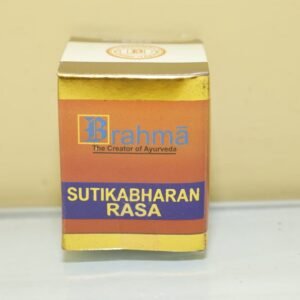 Brahmā
The Creator of Ayurveda
SUTIKABHARAN
RASA